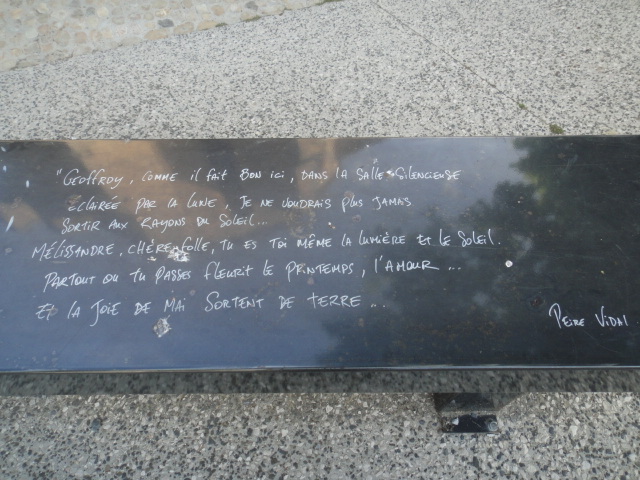 "Geoffroy, comme il fait bon ici, dans la salle silencieuse
éclairée par la lune, je ne voudrais plus jamais
sortir aux rayons du soleil...
Mélissandre, chère folle, tu es toi même la lumière et le soleil.
Partout ou tu passes fleurit le printemps, l'amour...
et la joie de mai sortent de terre...
Peire Vidal